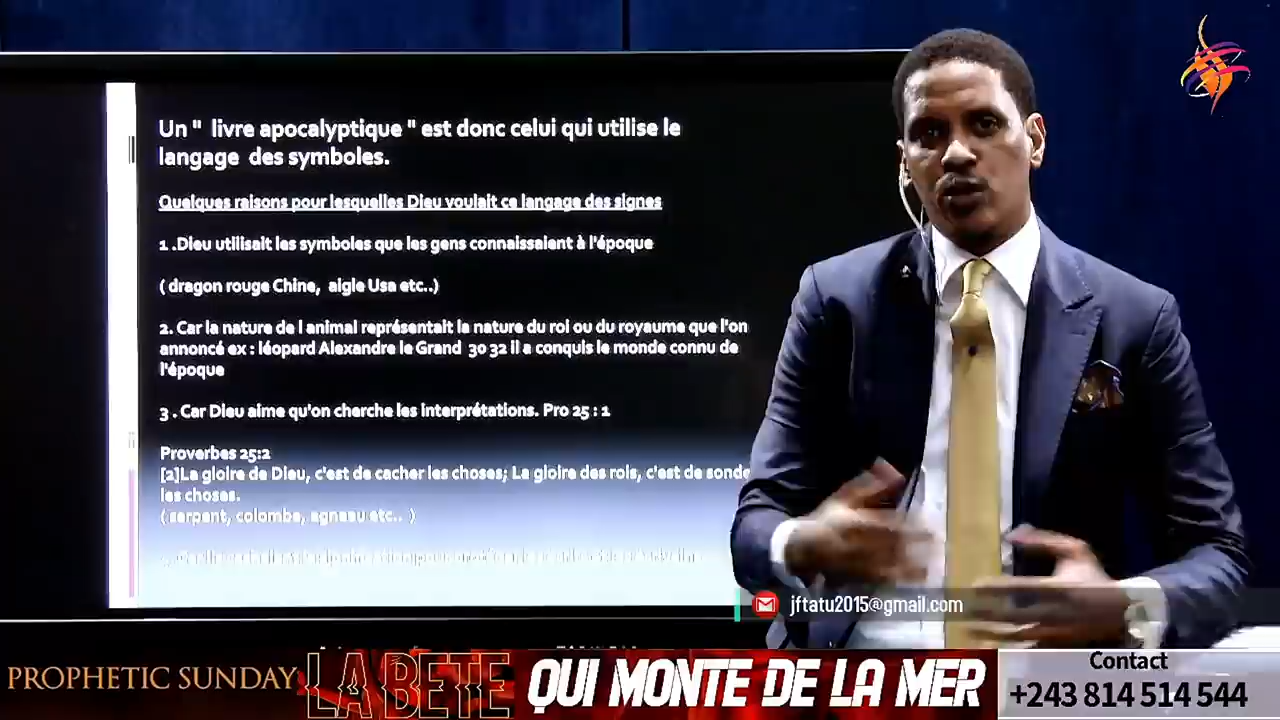 Un " livre apocalyptique " est donc celui qui utilise le
langage des symboles.
Quelques raisons pour lesquelles Dieu voulait ce langage des signes
1 .Dieu utilisait les symboles que les gens connaissaient à l'époque
( dragon rouge Chine, aigle Usa etc..)
2. Car la nature de l animal représentait la nature du roi ou du royaume que l'on
annoncé ex : léopard Alexandre le Grand 30 32 il a conquis le monde connu de
l'époque
3 . Car Dieu aime qu'on cherche les interprétations. Pro 25 : 1
Proverbes 25:2
[2]La gloire de Dieu, c'est de cacher les choses; La gloire des rois, c'est de sonde
les choses.
( serpent, colombe, agneau etc.. )
jftatu2015@gmail.com
PROPHETIC SUNDAY LA BETE QUI MONTE DE LA MER
Contact
+243 814 514 544